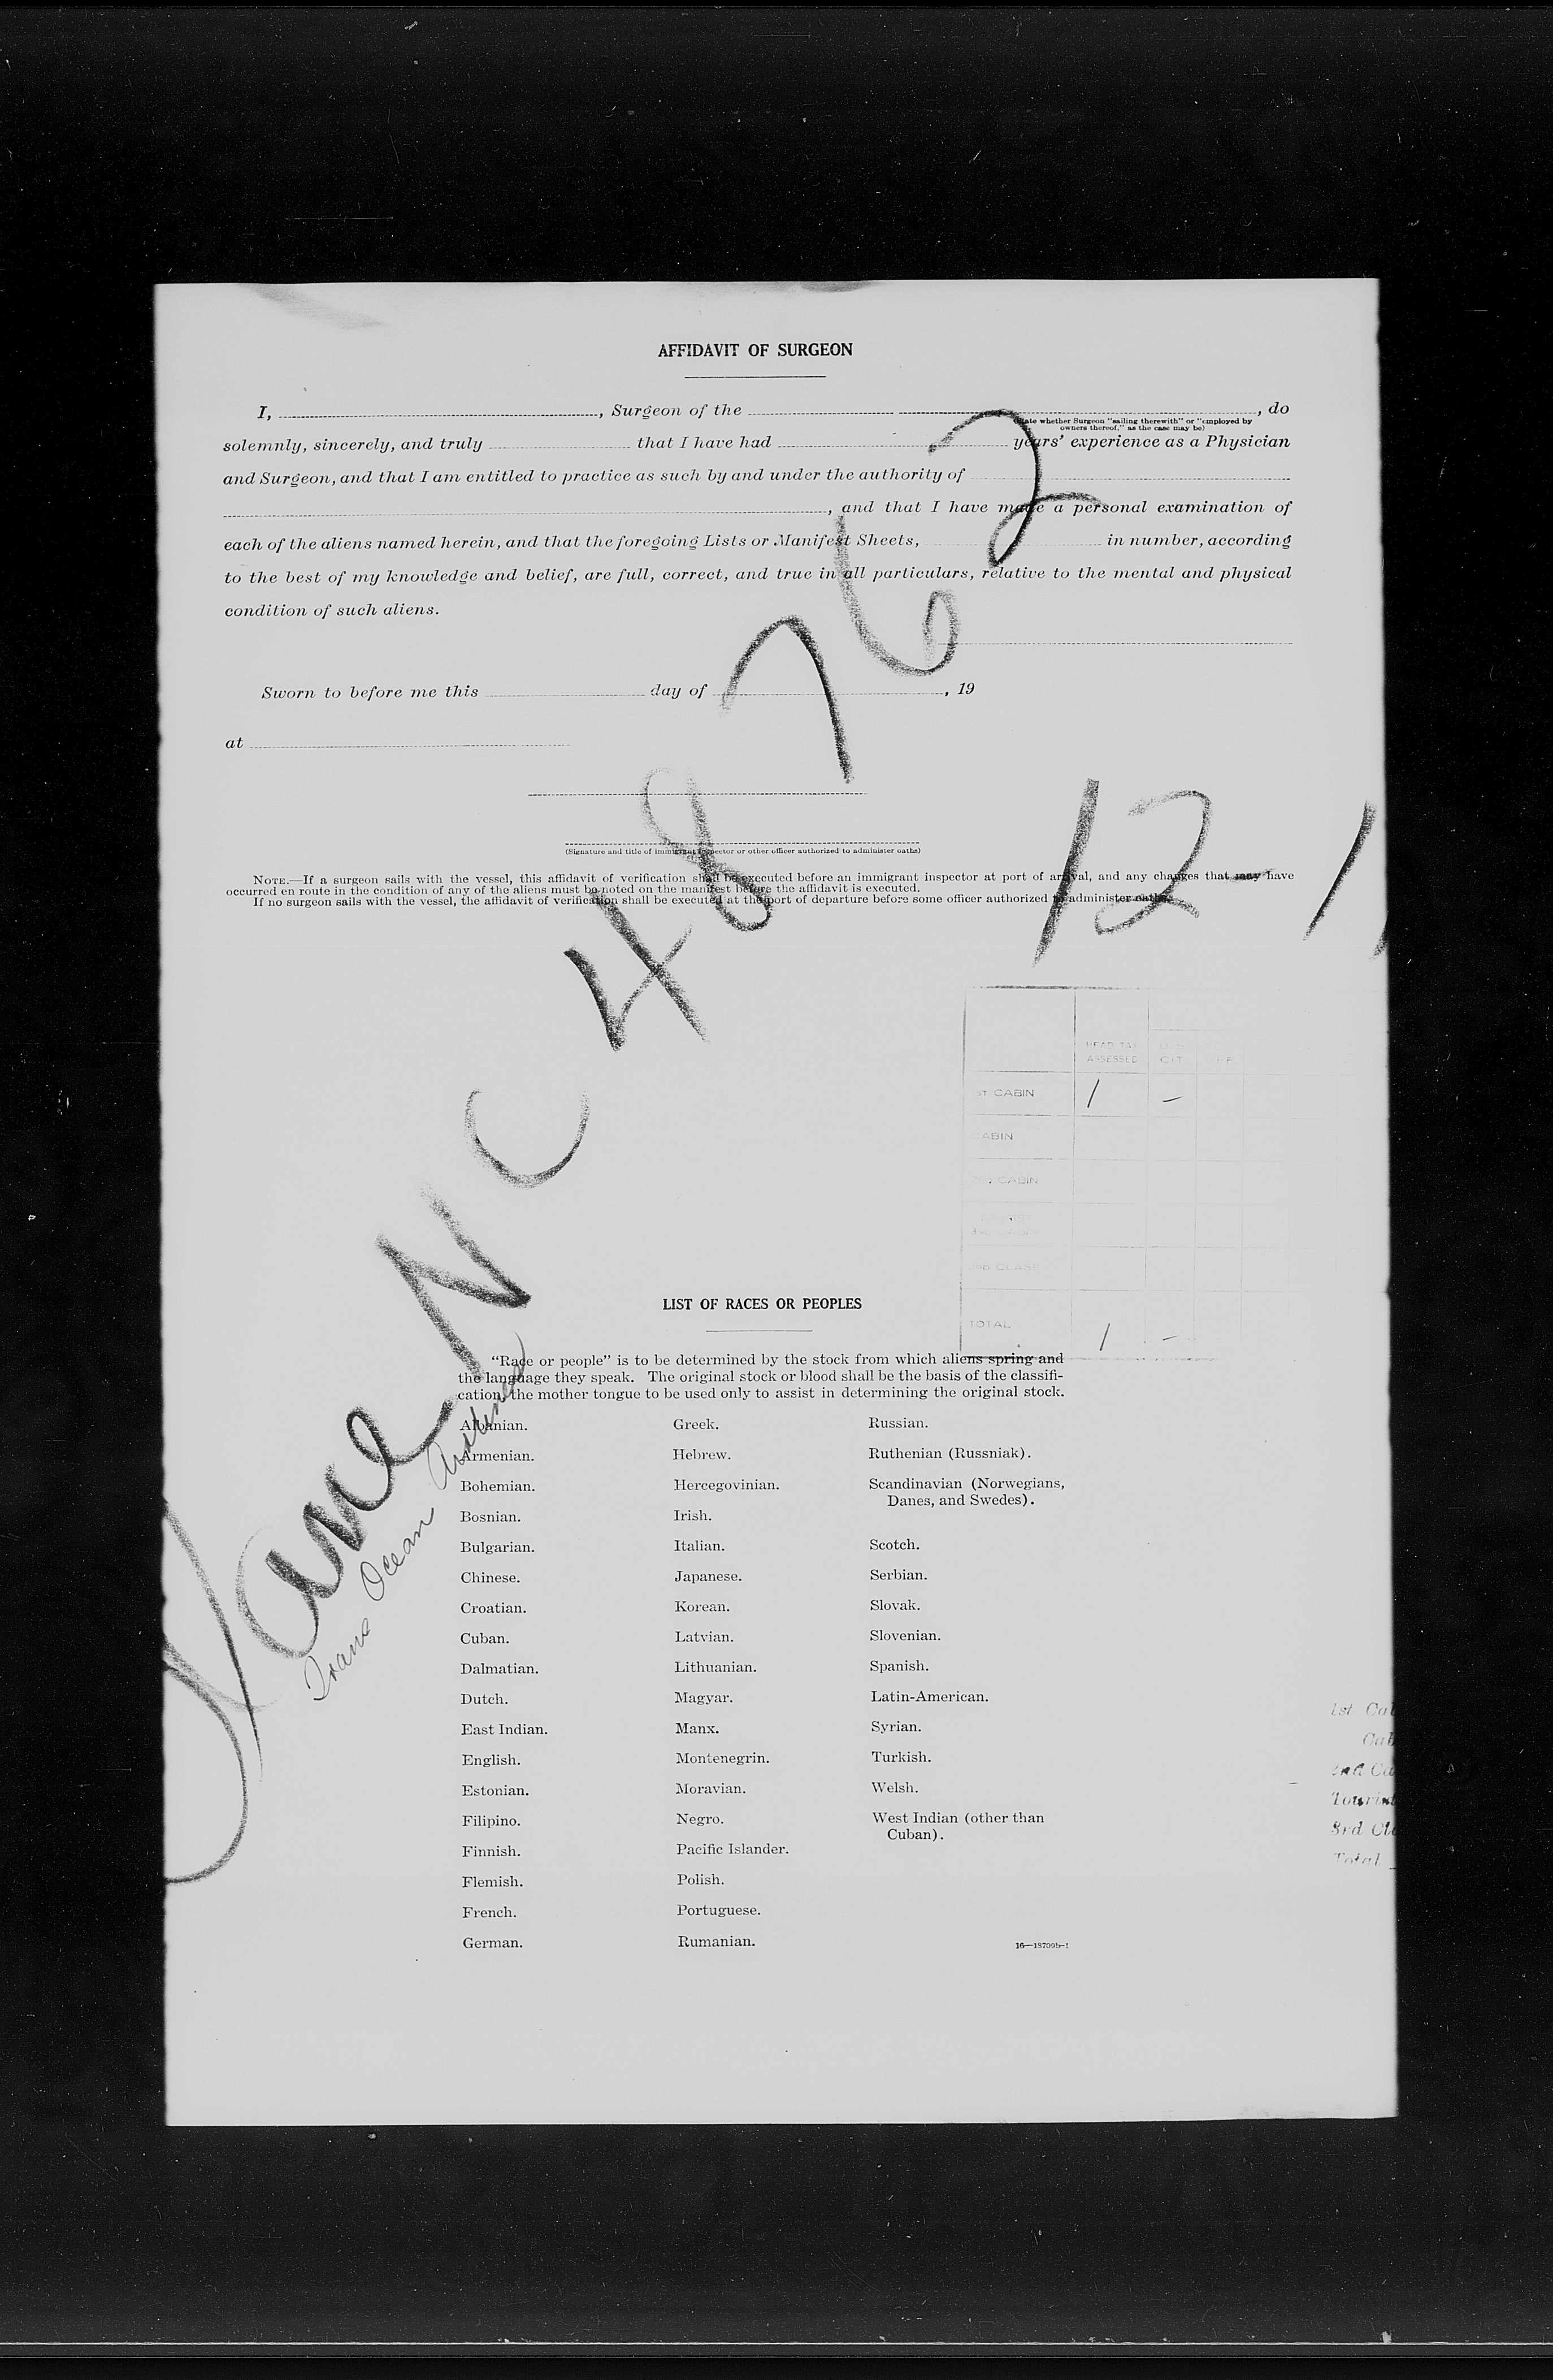 AFFIDAVIT OF SURGEON
I, , Surgeon of the , do
(State whether Surgeon "sailing therewith" or "employed by
owners thereof," as the case may be)
solemnly, sincerely, and truly that I have had years' experience as a Physician
and Surgeon, and that I am entitled to practice as such by and under the authority of
, and that I have made a personal examination of
each of the aliens named herein, and that the foregoing Lists or Manifest Sheets, in number, according
to the best of my knowledge and belief, are full, correct, and true in all particulars, relative to the mental and physical
condition of such aliens.
Sworn to before me this day of , 19
at
(Signature and title of immigrant inspector or other officer authorized to administer oaths)
NOTE.—If a surgeon sails with the vessel, this affidavit of verification shall be executed before an immigrant inspector at port of arrival, and any changes that may have
occurred en route in the condition of any of the aliens must be noted on the manifest before the affidavit is executed.
If no surgeon sails with the vessel, the affidavit of verification shall be executed at the port of departure before some officer authorized to administer oaths.
NC 48762
12-1
Trans Ocean
HEAD TAX
ASSESSED
CIT
ST CABIN / –
CABIN
CABIN
CLASS
TOTAL / –
LIST OF RACES OR PEOPLES
"Race or people" is to be determined by the stock from which aliens spring and
the language they speak. The original stock or blood shall be the basis of the classifi-
cation, the mother tongue to be used only to assist in determining the original stock.
Albanian.
Armenian.
Bohemian.
Bosnian.
Bulgarian.
Chinese.
Croatian.
Cuban.
Dalmatian.
Dutch.
East Indian.
English.
Estonian.
Filipino.
Finnish.
Flemish.
French.
German.
Greek.
Hebrew.
Hercegovinian.
Irish.
Italian.
Japanese.
Korean.
Latvian.
Lithuanian.
Magyar.
Manx.
Montenegrin.
Moravian.
Negro.
Pacific Islander.
Polish.
Portuguese.
Rumanian.
Russian.
Ruthenian (Russniak).
Scandinavian (Norwegians,
Danes, and Swedes).
Scotch.
Serbian.
Slovak.
Slovenian.
Spanish.
Latin-American.
Syrian.
Turkish.
Welsh.
West Indian (other than
Cuban).
16—18709b-1
1st Cab
Cab
2nd Ca
Tourist
3rd Cla
Total